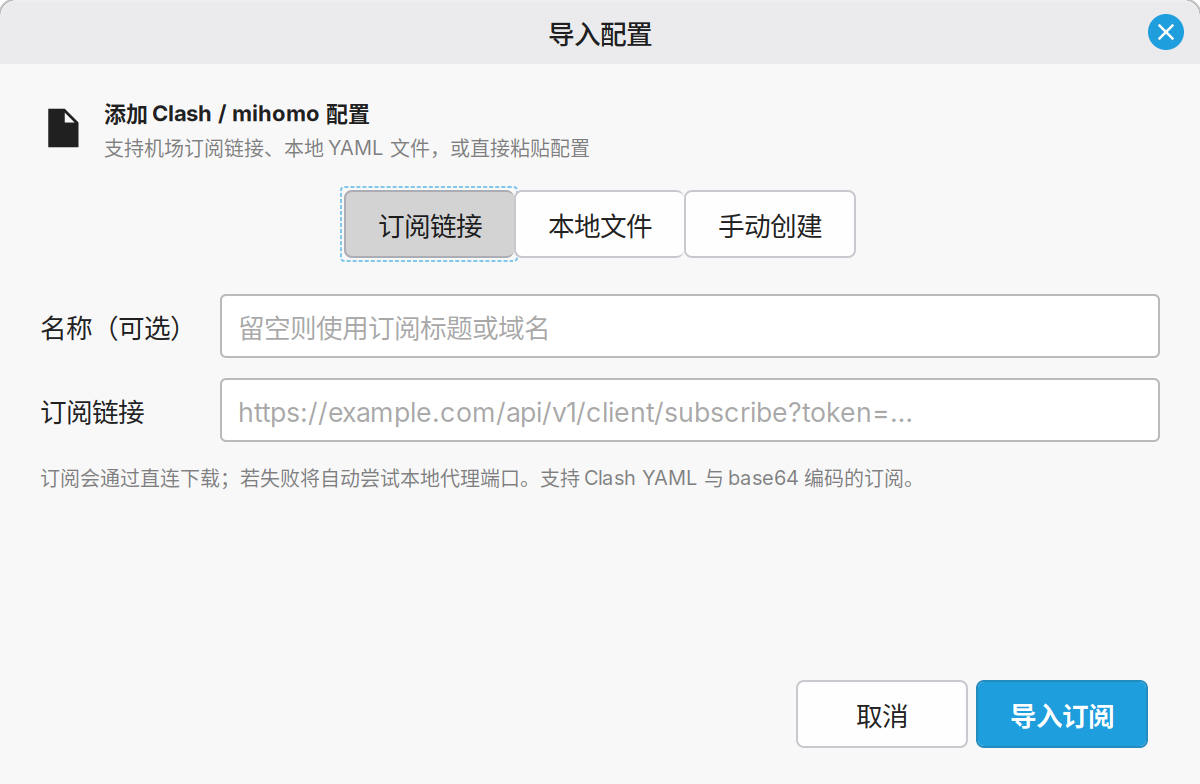 导入配置
添加 Clash / mihomo 配置
支持机场订阅链接、本地 YAML 文件，或直接粘贴配置
订阅链接
本地文件
手动创建
名称（可选）
留空则使用订阅标题或域名
订阅链接
https://example.com/api/v1/client/subscribe?token=...
订阅会通过直连下载；若失败将自动尝试本地代理端口。支持 Clash YAML 与 base64 编码的订阅。
取消
导入订阅